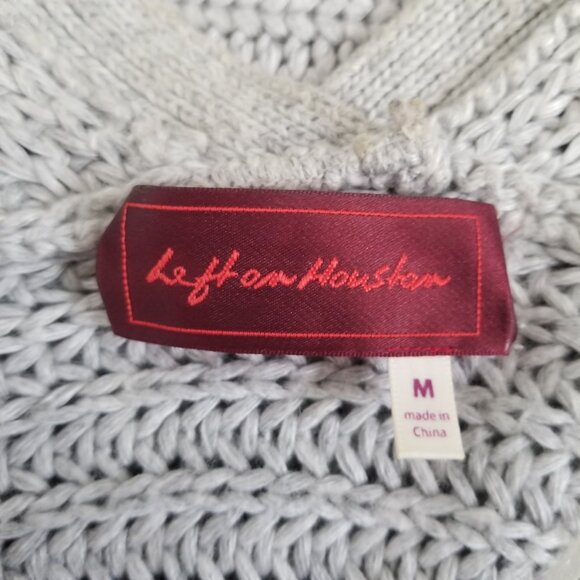 Left on Houston
M
made in
China